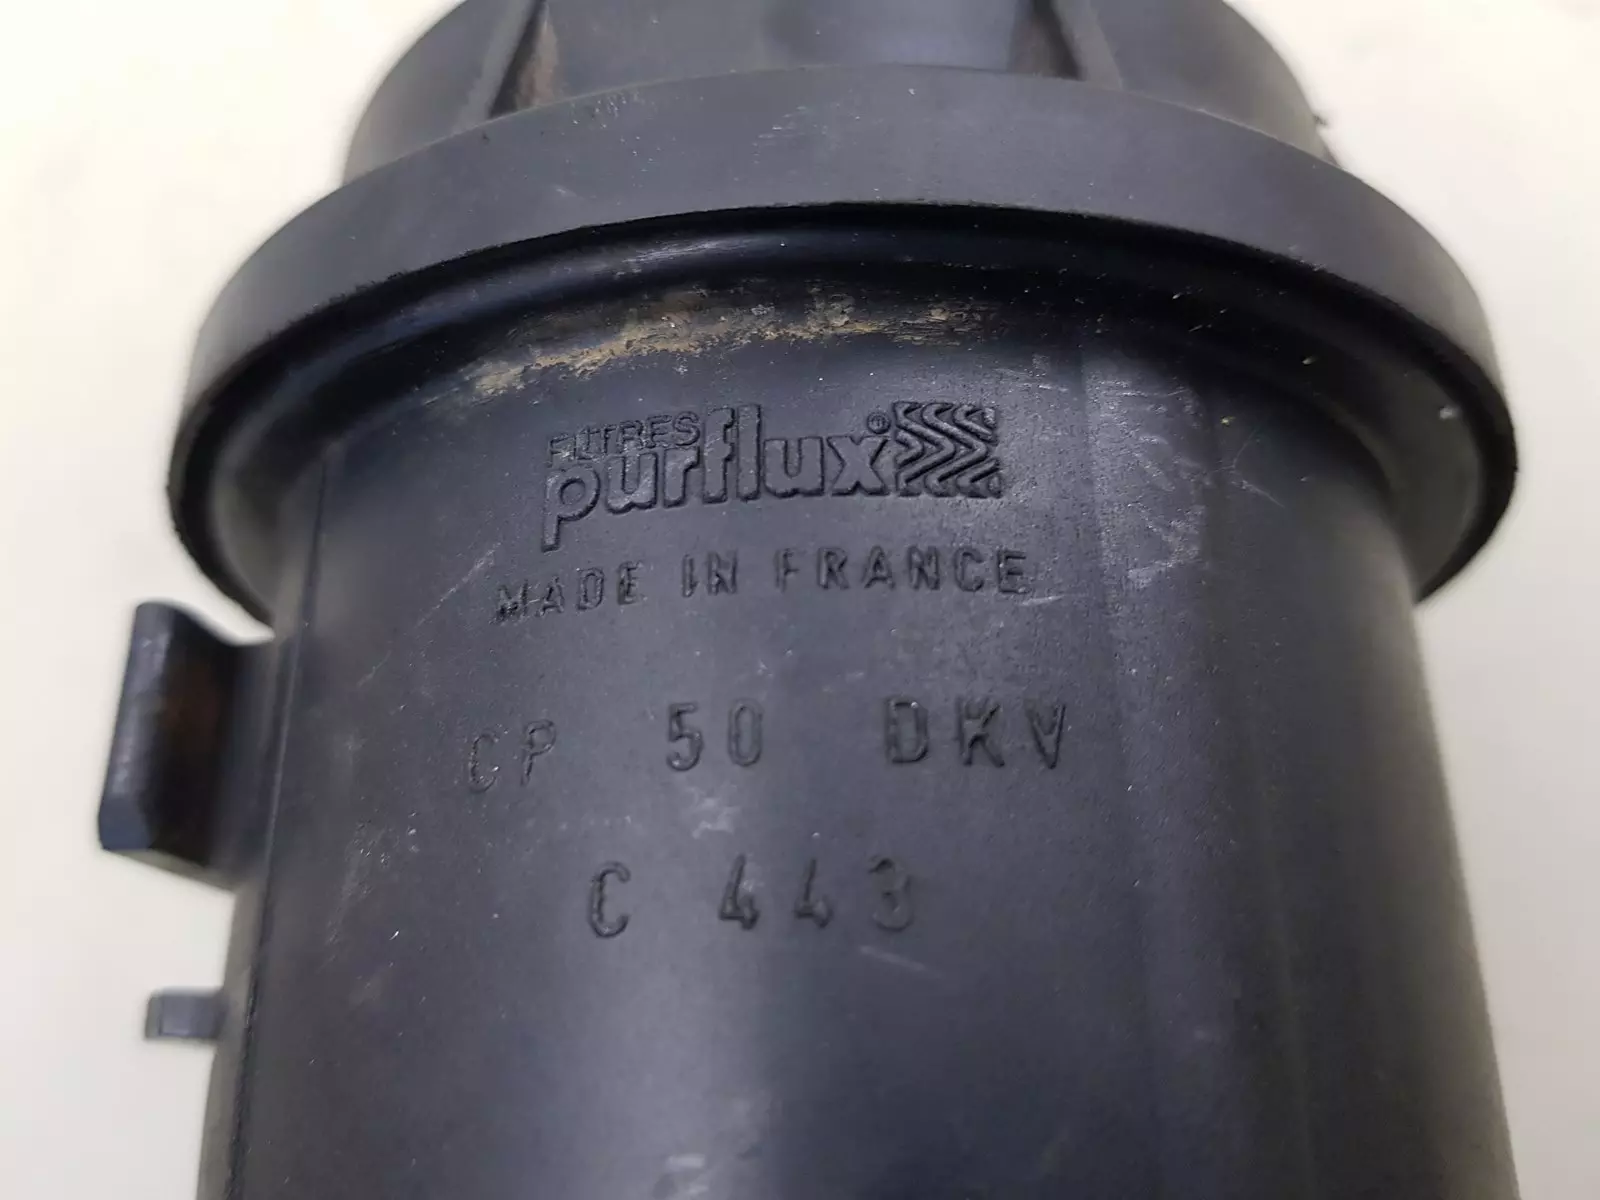 FILTRES
purflux®
MADE IN FRANCE
CP 50 DKV
C 443